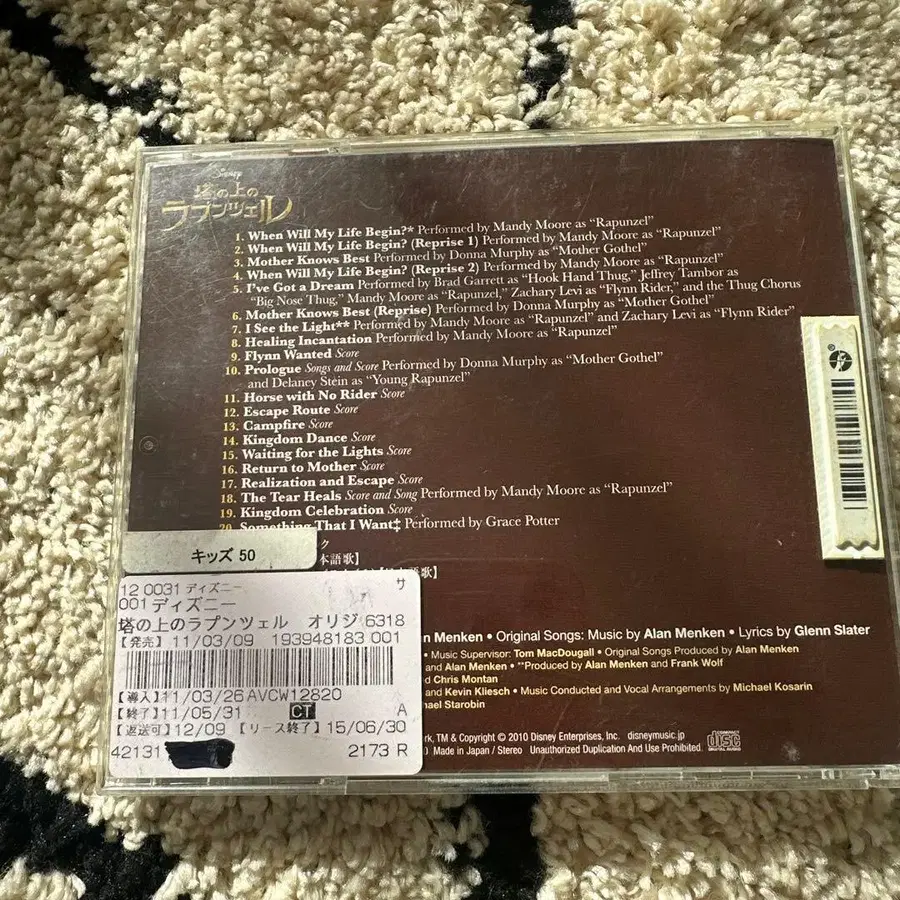 Disney
塔の上の
ラプンツェル
1. When Will My Life Begin?* Performed by Mandy Moore as “Rapunzel”
2. When Will My Life Begin? (Reprise 1) Performed by Mandy Moore as “Rapunzel”
3. Mother Knows Best Performed by Donna Murphy as “Mother Gothel”
4. When Will My Life Begin? (Reprise 2) Performed by Mandy Moore as “Rapunzel”
5. I’ve Got a Dream Performed by Brad Garrett as “Hook Hand Thug,” Jeffrey Tambor as
“Big Nose Thug,” Mandy Moore as “Rapunzel,” Zachary Levi as “Flynn Rider,” and the Thug Chorus
6. Mother Knows Best (Reprise) Performed by Donna Murphy as “Mother Gothel”
7. I See the Light** Performed by Mandy Moore as “Rapunzel” and Zachary Levi as “Flynn Rider”
8. Healing Incantation Performed by Mandy Moore as “Rapunzel”
9. Flynn Wanted Score
10. Prologue Songs and Score Performed by Donna Murphy as “Mother Gothel”
and Delaney Stein as “Young Rapunzel”
11. Horse with No Rider Score
12. Escape Route Score
13. Campfire Score
14. Kingdom Dance Score
15. Waiting for the Lights Score
16. Return to Mother Score
17. Realization and Escape Score
18. The Tear Heals Score and Song Performed by Mandy Moore as “Rapunzel”
19. Kingdom Celebration Score
20. Something That I Want‡ Performed by Grace Potter
ク
本語歌】
本語歌】
キッズ 50
サ
12 0031 ディズニー
001 ディズニー
塔の上のラプンツェル オリジ 6318
【発売】 11/03/09 193948183 001
【導入】11/03/26 AVCW12820
【終了】11/05/31 CT A
【返送可】12/09 【リース終了】15/06/30
42131 2173 R
n Menken • Original Songs: Music by Alan Menken • Lyrics by Glenn Slater
• Music Supervisor: Tom MacDougall • Original Songs Produced by Alan Menken
and Alan Menken • **Produced by Alan Menken and Frank Wolf
d Chris Montan
and Kevin Kliesch • Music Conducted and Vocal Arrangements by Michael Kosarin
hael Starobin
rk, TM & Copyright © 2010 Disney Enterprises, Inc. disneymusic.jp
0 Made in Japan / Stereo Unauthorized Duplication And Use Prohibited.
COMPACT
disc
DIGITAL AUDIO